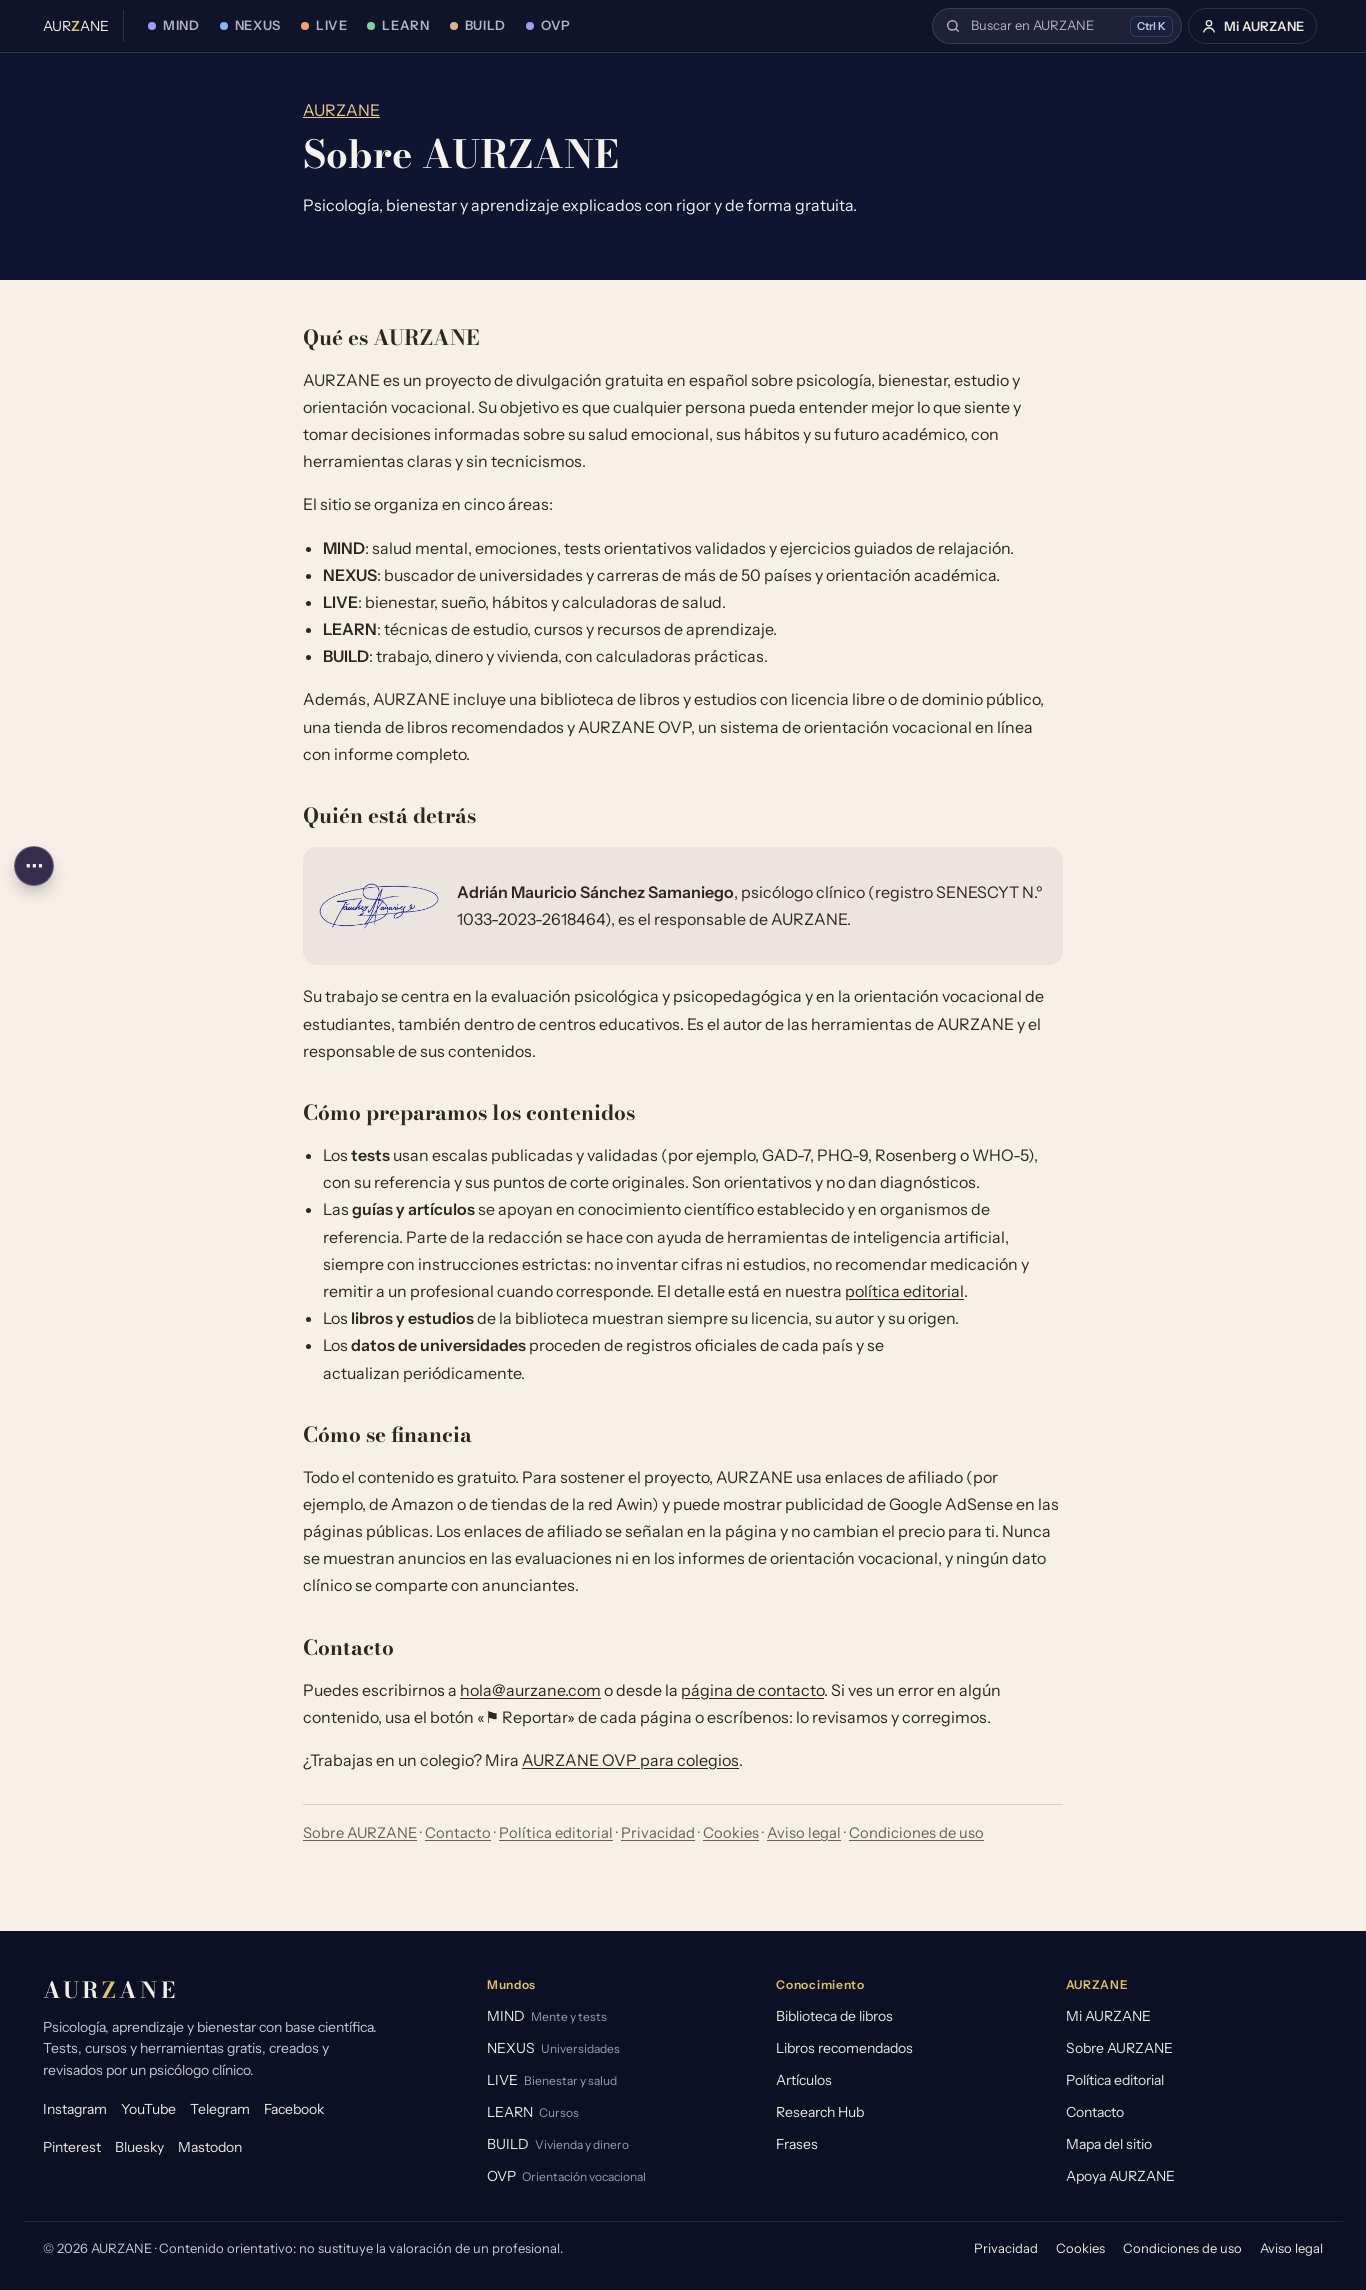 AURZANE
MIND
NEXUS
LIVE
LEARN
BUILD
OVP
Buscar en AURZANE
Ctrl K
Mi AURZANE
AURZANE
Sobre AURZANE
Psicología, bienestar y aprendizaje explicados con rigor y de forma gratuita.
Qué es AURZANE
AURZANE es un proyecto de divulgación gratuita en español sobre psicología, bienestar, estudio y
orientación vocacional. Su objetivo es que cualquier persona pueda entender mejor lo que siente y
tomar decisiones informadas sobre su salud emocional, sus hábitos y su futuro académico, con
herramientas claras y sin tecnicismos.
El sitio se organiza en cinco áreas:
• MIND: salud mental, emociones, tests orientativos validados y ejercicios guiados de relajación.
• NEXUS: buscador de universidades y carreras de más de 50 países y orientación académica.
• LIVE: bienestar, sueño, hábitos y calculadoras de salud.
• LEARN: técnicas de estudio, cursos y recursos de aprendizaje.
• BUILD: trabajo, dinero y vivienda, con calculadoras prácticas.
Además, AURZANE incluye una biblioteca de libros y estudios con licencia libre o de dominio público,
una tienda de libros recomendados y AURZANE OVP, un sistema de orientación vocacional en línea
con informe completo.
Quién está detrás
Adrián Mauricio Sánchez Samaniego, psicólogo clínico (registro SENESCYT N.º
1033-2023-2618464), es el responsable de AURZANE.
Su trabajo se centra en la evaluación psicológica y psicopedagógica y en la orientación vocacional de
estudiantes, también dentro de centros educativos. Es el autor de las herramientas de AURZANE y el
responsable de sus contenidos.
Cómo preparamos los contenidos
• Los tests usan escalas publicadas y validadas (por ejemplo, GAD-7, PHQ-9, Rosenberg o WHO-5),
con su referencia y sus puntos de corte originales. Son orientativos y no dan diagnósticos.
• Las guías y artículos se apoyan en conocimiento científico establecido y en organismos de
referencia. Parte de la redacción se hace con ayuda de herramientas de inteligencia artificial,
siempre con instrucciones estrictas: no inventar cifras ni estudios, no recomendar medicación y
remitir a un profesional cuando corresponde. El detalle está en nuestra política editorial.
• Los libros y estudios de la biblioteca muestran siempre su licencia, su autor y su origen.
• Los datos de universidades proceden de registros oficiales de cada país y se
actualizan periódicamente.
Cómo se financia
Todo el contenido es gratuito. Para sostener el proyecto, AURZANE usa enlaces de afiliado (por
ejemplo, de Amazon o de tiendas de la red Awin) y puede mostrar publicidad de Google AdSense en las
páginas públicas. Los enlaces de afiliado se señalan en la página y no cambian el precio para ti. Nunca
se muestran anuncios en las evaluaciones ni en los informes de orientación vocacional, y ningún dato
clínico se comparte con anunciantes.
Contacto
Puedes escribirnos a hola@aurzane.com o desde la página de contacto. Si ves un error en algún
contenido, usa el botón «⚑ Reportar» de cada página o escríbenos: lo revisamos y corregimos.
¿Trabajas en un colegio? Mira AURZANE OVP para colegios.
Sobre AURZANE · Contacto · Política editorial · Privacidad · Cookies · Aviso legal · Condiciones de uso
AURZANE
Psicología, aprendizaje y bienestar con base científica.
Tests, cursos y herramientas gratis, creados y
revisados por un psicólogo clínico.
Instagram YouTube Telegram Facebook
Pinterest Bluesky Mastodon
Mundos
MIND Mente y tests
NEXUS Universidades
LIVE Bienestar y salud
LEARN Cursos
BUILD Vivienda y dinero
OVP Orientación vocacional
Conocimiento
Biblioteca de libros
Libros recomendados
Artículos
Research Hub
Frases
AURZANE
Mi AURZANE
Sobre AURZANE
Política editorial
Contacto
Mapa del sitio
Apoya AURZANE
© 2026 AURZANE · Contenido orientativo: no sustituye la valoración de un profesional.
Privacidad Cookies Condiciones de uso Aviso legal